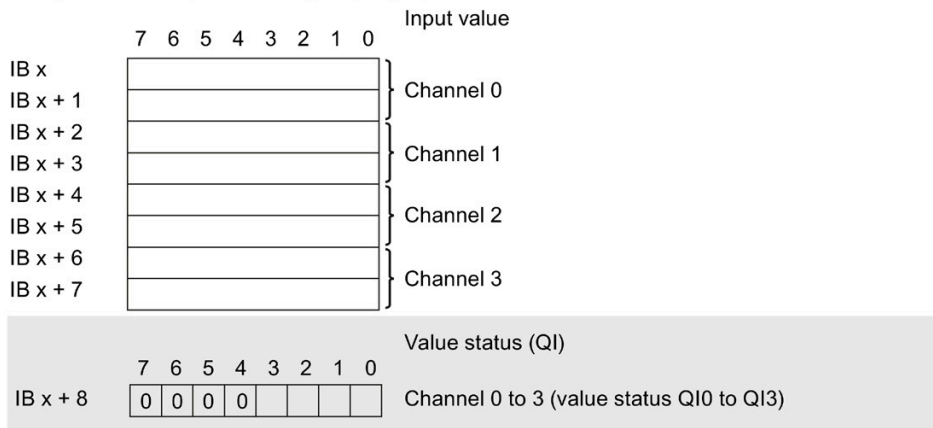 Input value
7 6 5 4 3 2 1 0
IB x
IB x + 1
Channel 0
IB x + 2
IB x + 3
Channel 1
IB x + 4
IB x + 5
Channel 2
IB x + 6
IB x + 7
Channel 3
Value status (QI)
7 6 5 4 3 2 1 0
IB x + 8 0 0 0 0 Channel 0 to 3 (value status QI0 to QI3)